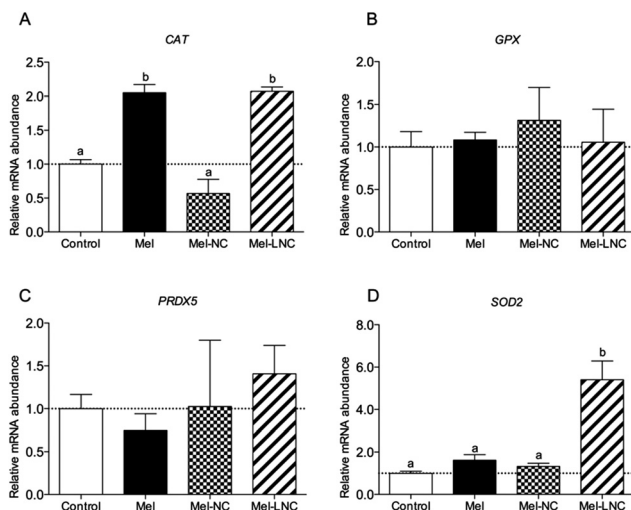 A
CAT
Relative mRNA abundance
2.5
2.0
1.5
1.0
0.5
0.0
a
b
a
b
Control
Mel
Mel-NC
Mel-LNC
B
GPX
Relative mRNA abundance
2.0
1.5
1.0
0.5
0.0
Control
Mel
Mel-NC
Mel-LNC
C
PRDX5
Relative mRNA abundance
2.0
1.5
1.0
0.5
0.0
Control
Mel
Mel-NC
Mel-LNC
D
SOD2
Relative mRNA abundance
8.0
6.0
4.0
2.0
0.0
a
a
a
b
Control
Mel
Mel-NC
Mel-LNC